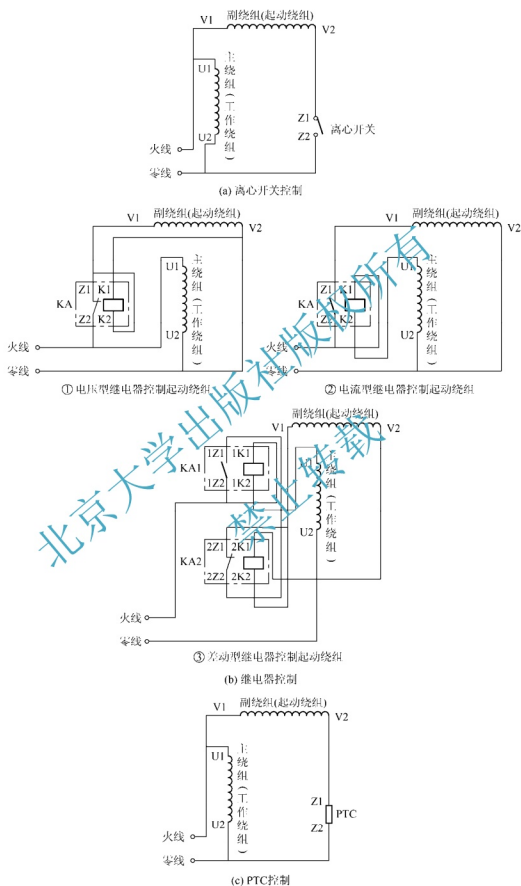 副绕组(起动绕组)
V1
V2
U1
主绕组(工作绕组)
U2
Z1
Z2
离心开关
火线
零线
(a) 离心开关控制
副绕组(起动绕组)
V1
V2
U1
主绕组(工作绕组)
Z1 K1
KA
Z2 K2
U2
火线
零线
①电压型继电器控制起动绕组
副绕组(起动绕组)
V1
V2
U1
主绕组(工作绕组)
Z1 K1
KA
Z2 K2
U2
火线
零线
②电流型继电器控制起动绕组
副绕组(起动绕组)
V1
V2
1Z1 1K1
KA1
1Z2 1K2
U1
主绕组(工作绕组)
U2
2Z1 2K1
KA2
2Z2 2K2
火线
零线
③差动型继电器控制起动绕组
(b) 继电器控制
副绕组(起动绕组)
V1
V2
U1
主绕组(工作绕组)
U2
Z1
PTC
Z2
火线
零线
(c) PTC控制
北京大学出版社版权所有
禁止转载